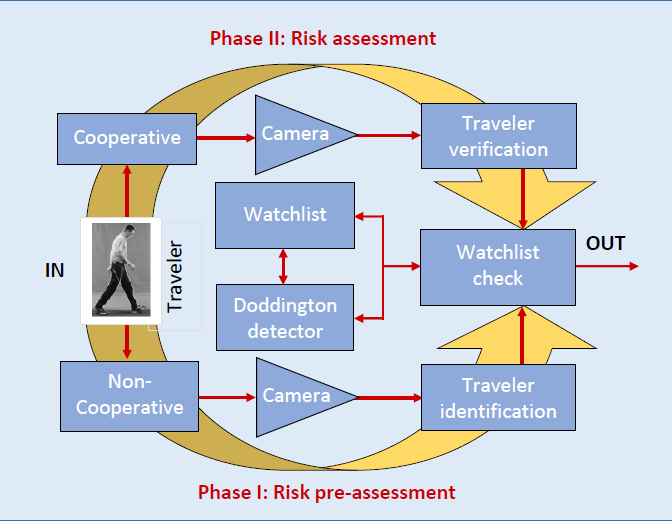 Phase II: Risk assessment
Cooperative
Camera
Traveler
verification
Watchlist
IN
Traveler
Watchlist
check
OUT
Doddington
detector
Non-
Cooperative
Camera
Traveler
identification
Phase I: Risk pre-assessment